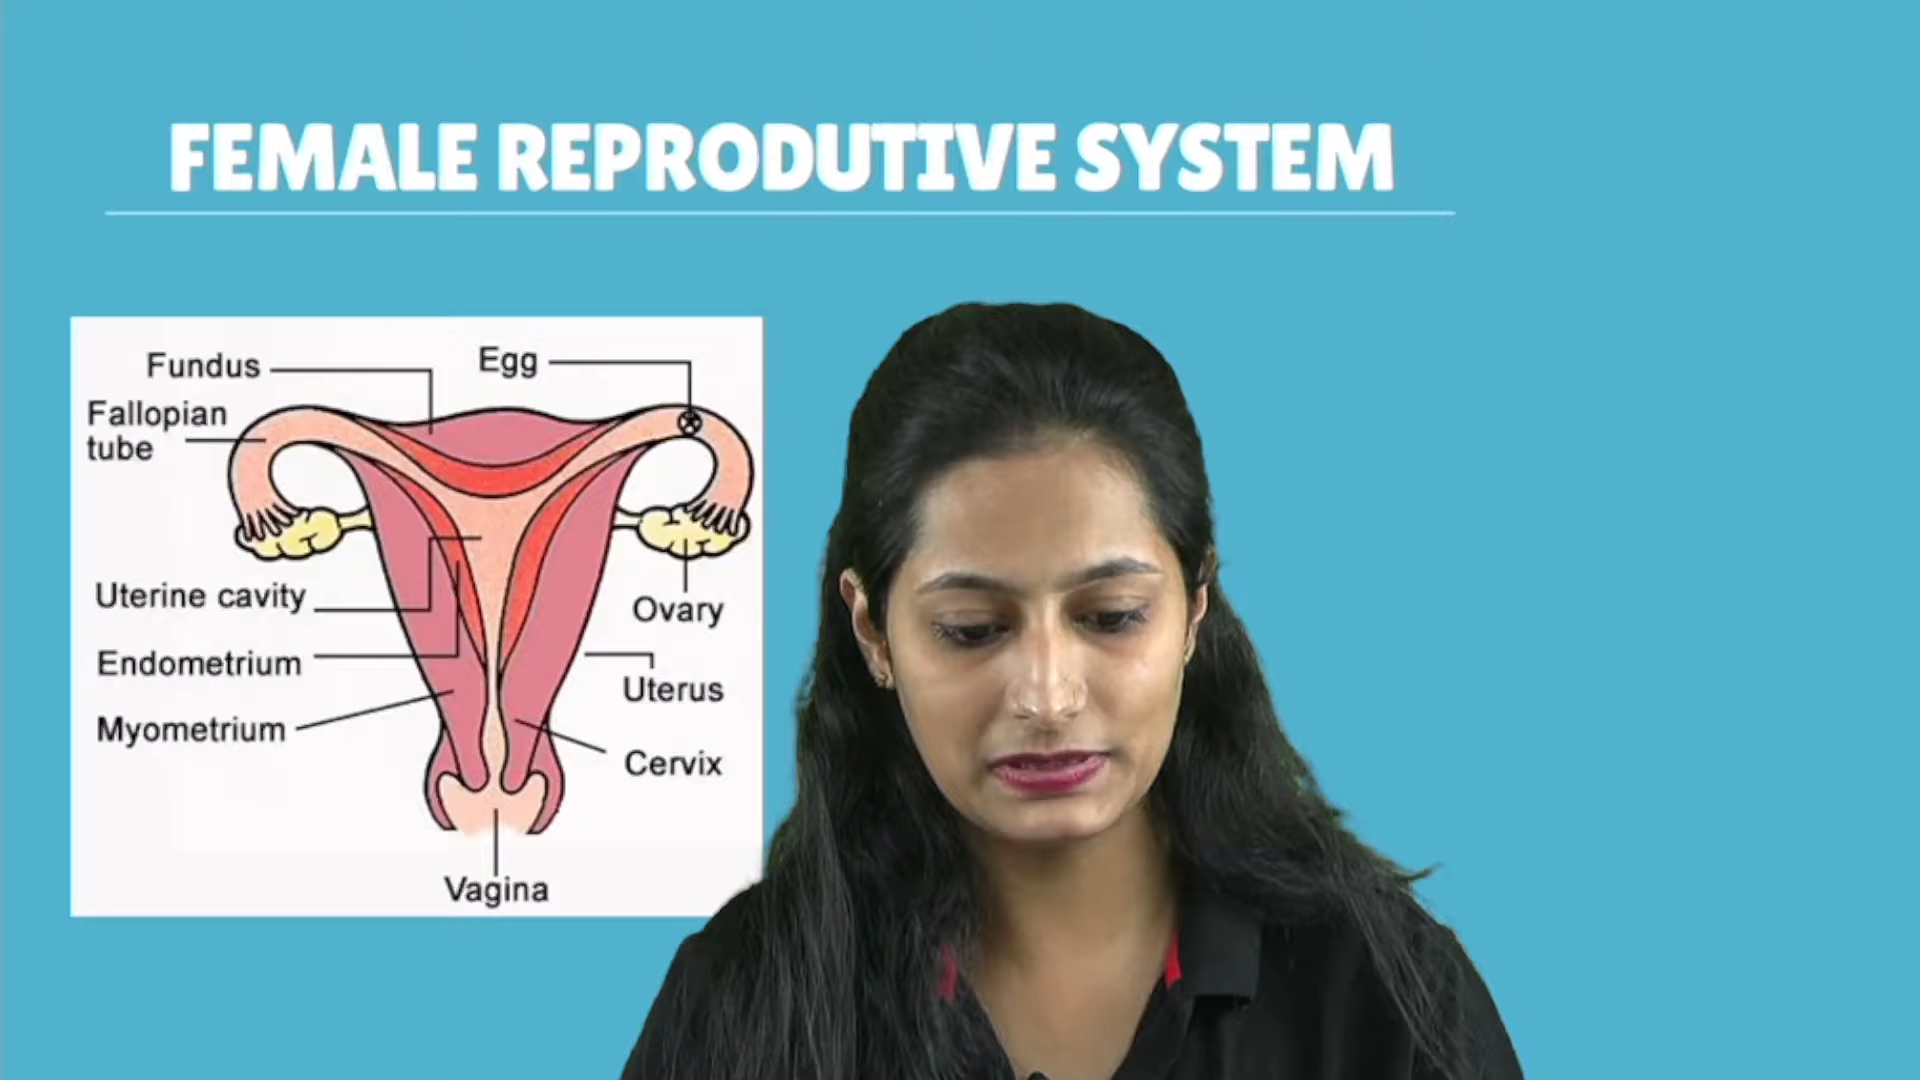 FEMALE REPRODUTIVE SYSTEM
Fundus
Egg
Fallopian
tube
Uterine cavity
Ovary
Endometrium
Uterus
Myometrium
Cervix
Vagina